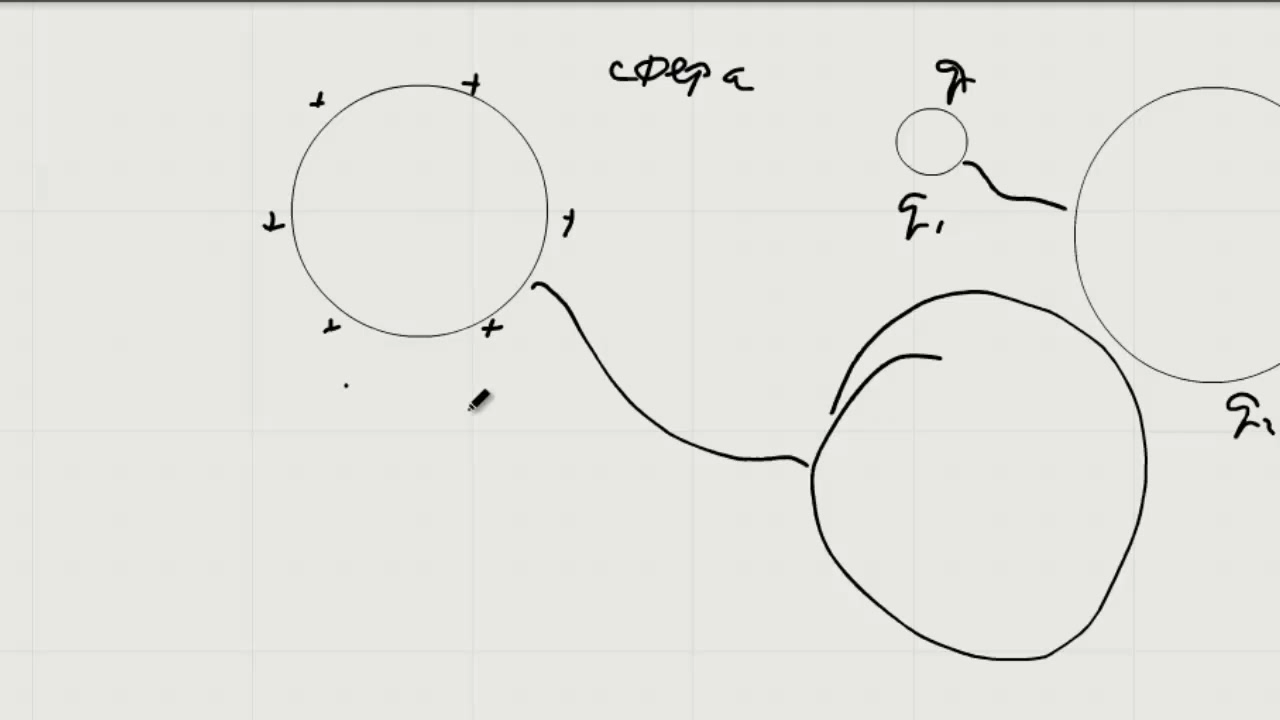 сФера
q
q₁
q₂
+ +
+ +
+ +